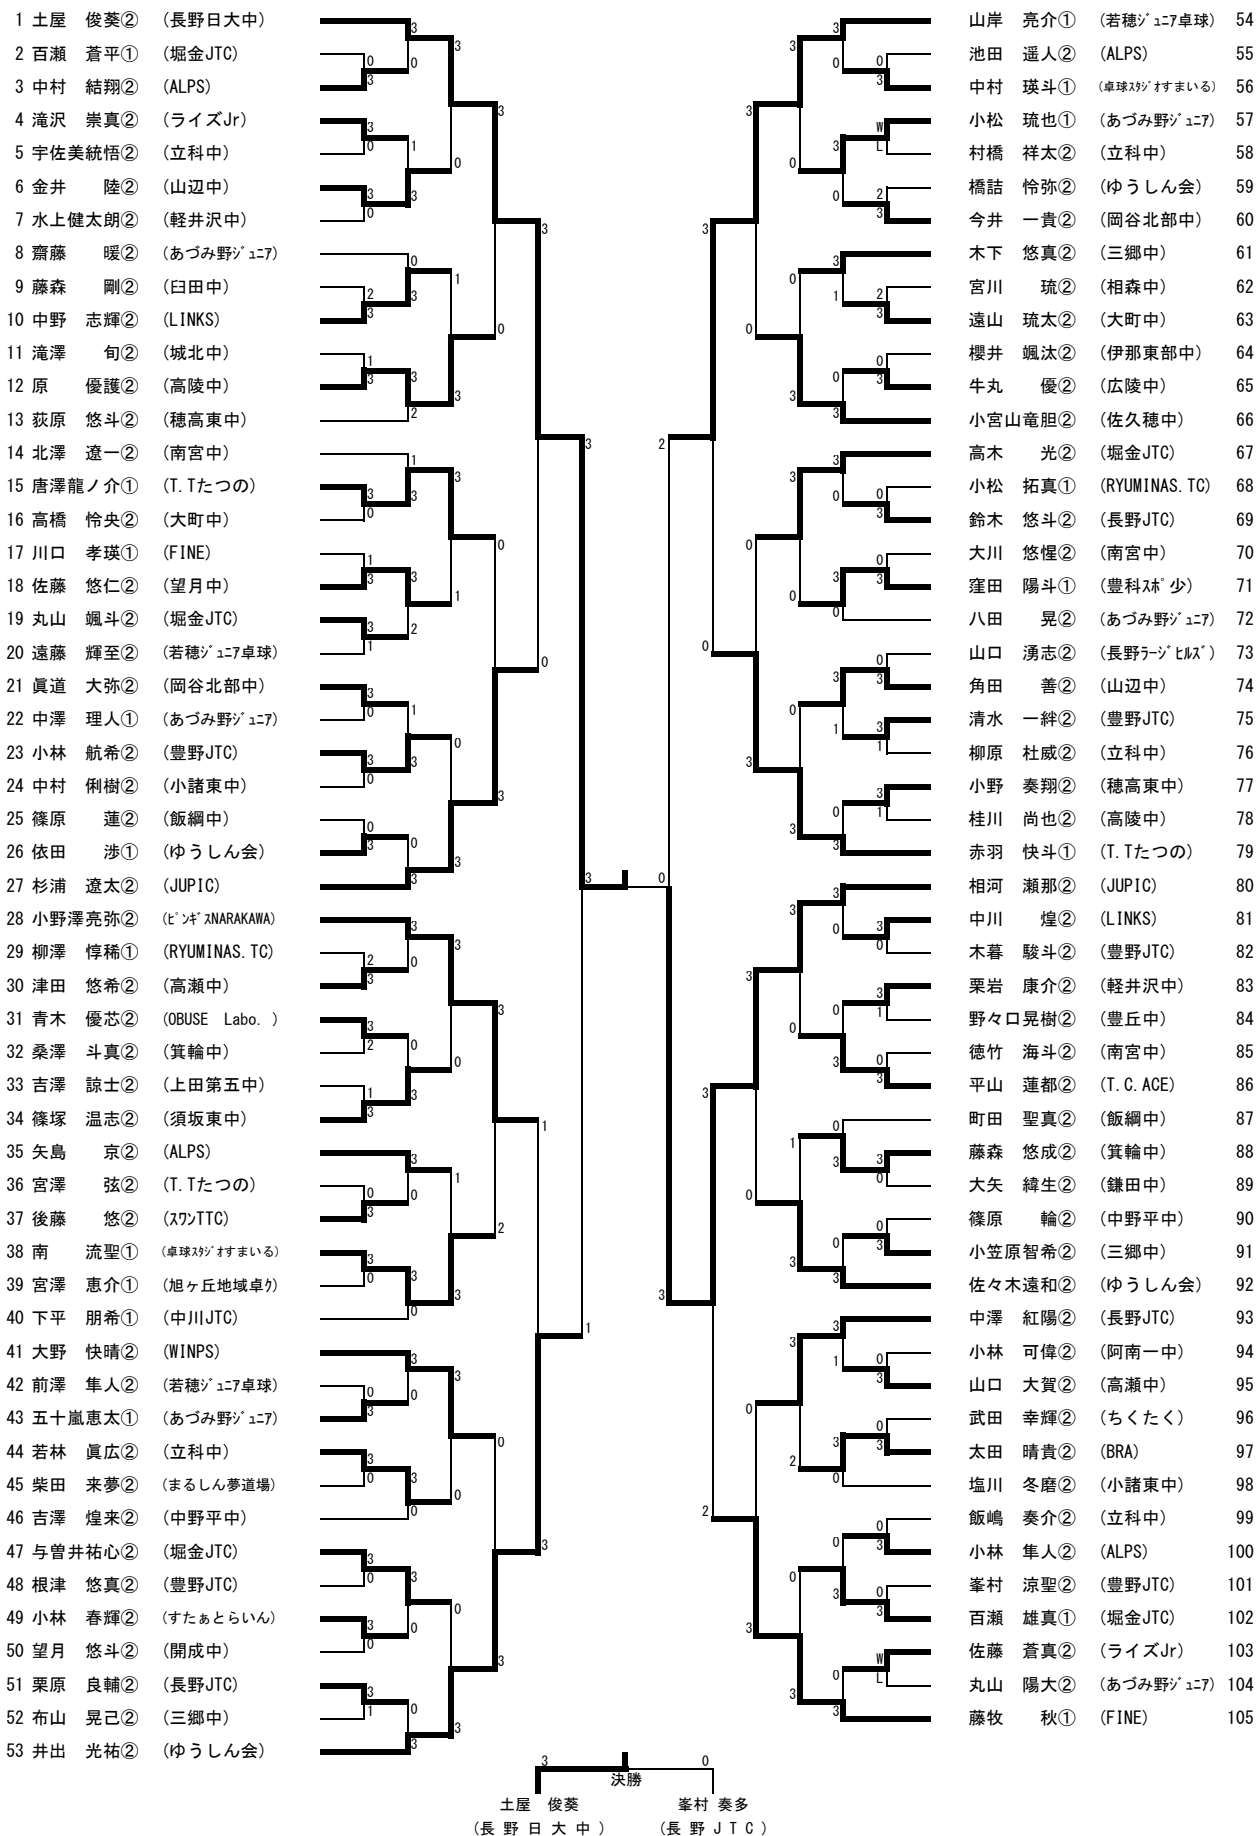 1 土屋　俊葵② (長野日大中)
2 百瀬　蒼平① (堀金JTC)
3 中村　結翔② (ALPS)
4 滝沢　崇真② (ライズJr)
5 宇佐美統悟② (立科中)
6 金井　　陸② (山辺中)
7 水上健太朗② (軽井沢中)
8 齋藤　　暖② (あづみ野ｼﾞｭﾆｱ)
9 藤森　　剛② (臼田中)
10 中野　志輝② (LINKS)
11 滝澤　　旬② (城北中)
12 原　　優護② (高陵中)
13 荻原　悠斗② (穂高東中)
14 北澤　遼一② (南宮中)
15 唐澤龍ノ介① (T.Tたつの)
16 高橋　怜央② (大町中)
17 川口　孝瑛① (FINE)
18 佐藤　悠仁② (望月中)
19 丸山　颯斗② (堀金JTC)
20 遠藤　輝至② (若穂ｼﾞｭﾆｱ卓球)
21 眞道　大弥② (岡谷北部中)
22 中澤　理人① (あづみ野ｼﾞｭﾆｱ)
23 小林　航希② (豊野JTC)
24 中村　俐樹② (小諸東中)
25 篠原　　蓮② (飯綱中)
26 依田　　渉① (ゆうしん会)
27 杉浦　遼太② (JUPIC)
28 小野澤亮弥② (ﾋﾟﾝｷﾞｽNARAKAWA)
29 柳澤　惇稀① (RYUMINAS.TC)
30 津田　悠希② (高瀬中)
31 青木　優芯② (OBUSE　Labo.)
32 桑澤　斗真② (箕輪中)
33 吉澤　諒士② (上田第五中)
34 篠塚　温志② (須坂東中)
35 矢島　　京② (ALPS)
36 宮澤　　弦② (T.Tたつの)
37 後藤　　悠② (ｽﾜﾝTTC)
38 南　　流聖① (卓球ｽﾀｼﾞｵすまいる)
39 宮澤　恵介① (旭ヶ丘地域卓ｸ)
40 下平　朋希① (中川JTC)
41 大野　快晴② (WINPS)
42 前澤　隼人② (若穂ｼﾞｭﾆｱ卓球)
43 五十嵐恵太① (あづみ野ｼﾞｭﾆｱ)
44 若林　眞広② (立科中)
45 柴田　来夢② (まるしん夢道場)
46 吉澤　煌来② (中野平中)
47 与曽井祐心② (堀金JTC)
48 根津　悠真② (豊野JTC)
49 小林　春輝② (すたぁとらいん)
50 望月　悠斗② (開成中)
51 栗原　良輔② (長野JTC)
52 布山　晃己② (三郷中)
53 井出　光祐② (ゆうしん会)
山岸　亮介① (若穂ｼﾞｭﾆｱ卓球) 54
池田　遥人② (ALPS) 55
中村　瑛斗① (卓球ｽﾀｼﾞｵすまいる) 56
小松　琉也① (あづみ野ｼﾞｭﾆｱ) 57
村橋　祥太② (立科中) 58
橋詰　怜弥② (ゆうしん会) 59
今井　一貴② (岡谷北部中) 60
木下　悠真② (三郷中) 61
宮川　　琉② (相森中) 62
遠山　琉太② (大町中) 63
櫻井　颯汰② (伊那東部中) 64
牛丸　　優② (広陵中) 65
小宮山竜胆② (佐久穂中) 66
高木　　光② (堀金JTC) 67
小松　拓真① (RYUMINAS.TC) 68
鈴木　悠斗② (長野JTC) 69
大川　悠惺② (南宮中) 70
窪田　陽斗① (豊科ｽﾎﾟ少) 71
八田　　晃② (あづみ野ｼﾞｭﾆｱ) 72
山口　湧志② (長野ﾗｰｼﾞﾋﾙｽﾞ) 73
角田　　善② (山辺中) 74
清水　一絆② (豊野JTC) 75
柳原　杜威② (立科中) 76
小野　奏翔② (穂高東中) 77
桂川　尚也② (高陵中) 78
赤羽　快斗① (T.Tたつの) 79
相河　瀬那② (JUPIC) 80
中川　　煌② (LINKS) 81
木暮　駿斗② (豊野JTC) 82
栗岩　康介② (軽井沢中) 83
野々口晃樹② (豊丘中) 84
徳竹　海斗② (南宮中) 85
平山　蓮都② (T.C.ACE) 86
町田　聖真② (飯綱中) 87
藤森　悠成② (箕輪中) 88
大矢　緯生② (鎌田中) 89
篠原　　輪② (中野平中) 90
小笠原智希② (三郷中) 91
佐々木遠和② (ゆうしん会) 92
中澤　紅陽② (長野JTC) 93
小林　可偉② (阿南一中) 94
山口　大賀② (高瀬中) 95
武田　幸輝② (ちくたく) 96
太田　晴貴② (BRA) 97
塩川　冬磨② (小諸東中) 98
飯嶋　奏介② (立科中) 99
小林　隼人② (ALPS) 100
峯村　涼聖② (豊野JTC) 101
百瀬　雄真① (堀金JTC) 102
佐藤　蒼真② (ライズJr) 103
丸山　陽大② (あづみ野ｼﾞｭﾆｱ) 104
藤牧　　秋① (FINE) 105
3 0
決勝
土屋　俊葵 峯村 奏多
(長野日大中) (長野JTC)